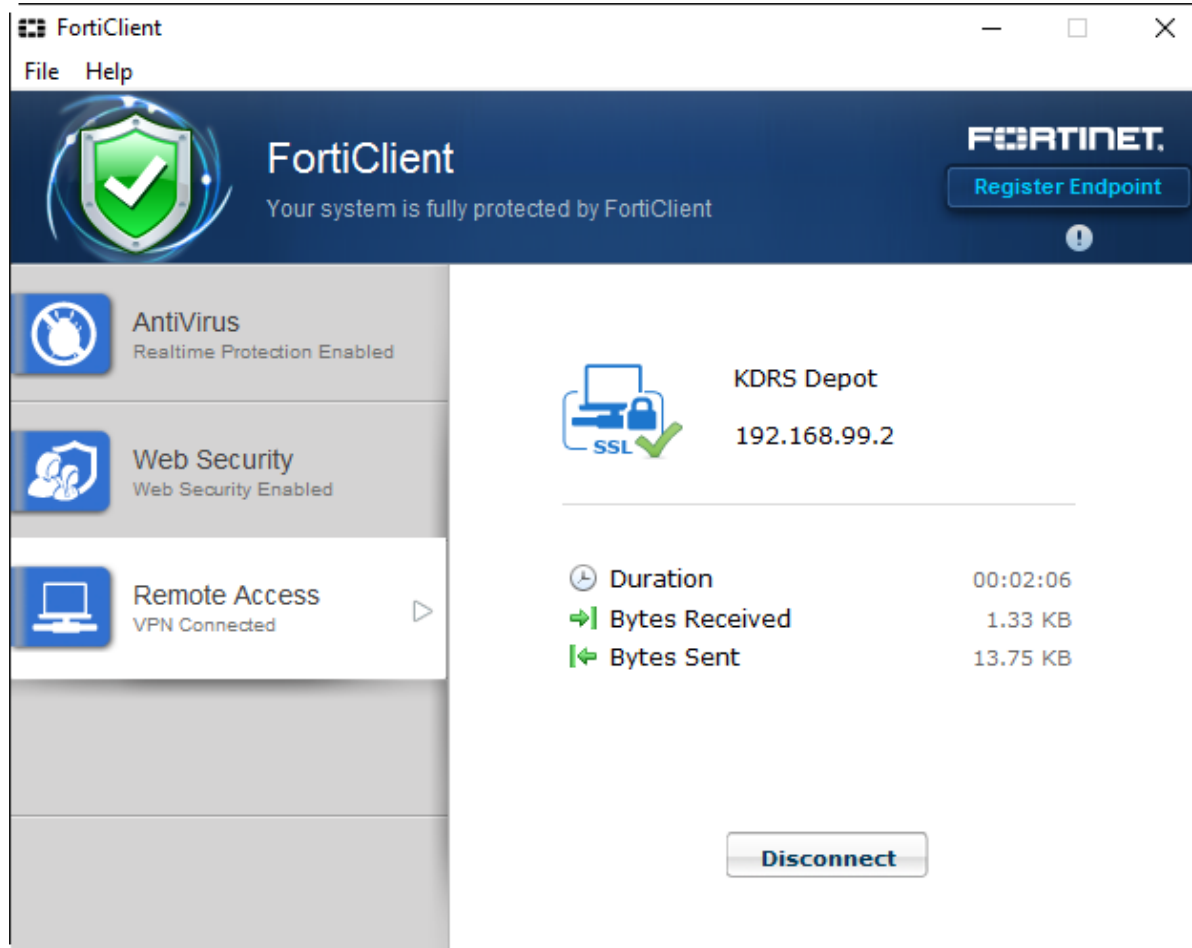 FortiClient
File Help
FortiClient
Your system is fully protected by FortiClient
FORTINET.
Register Endpoint
AntiVirus
Realtime Protection Enabled
Web Security
Web Security Enabled
Remote Access
VPN Connected
KDRS Depot
192.168.99.2
SSL
Duration 00:02:06
Bytes Received 1.33 KB
Bytes Sent 13.75 KB
Disconnect